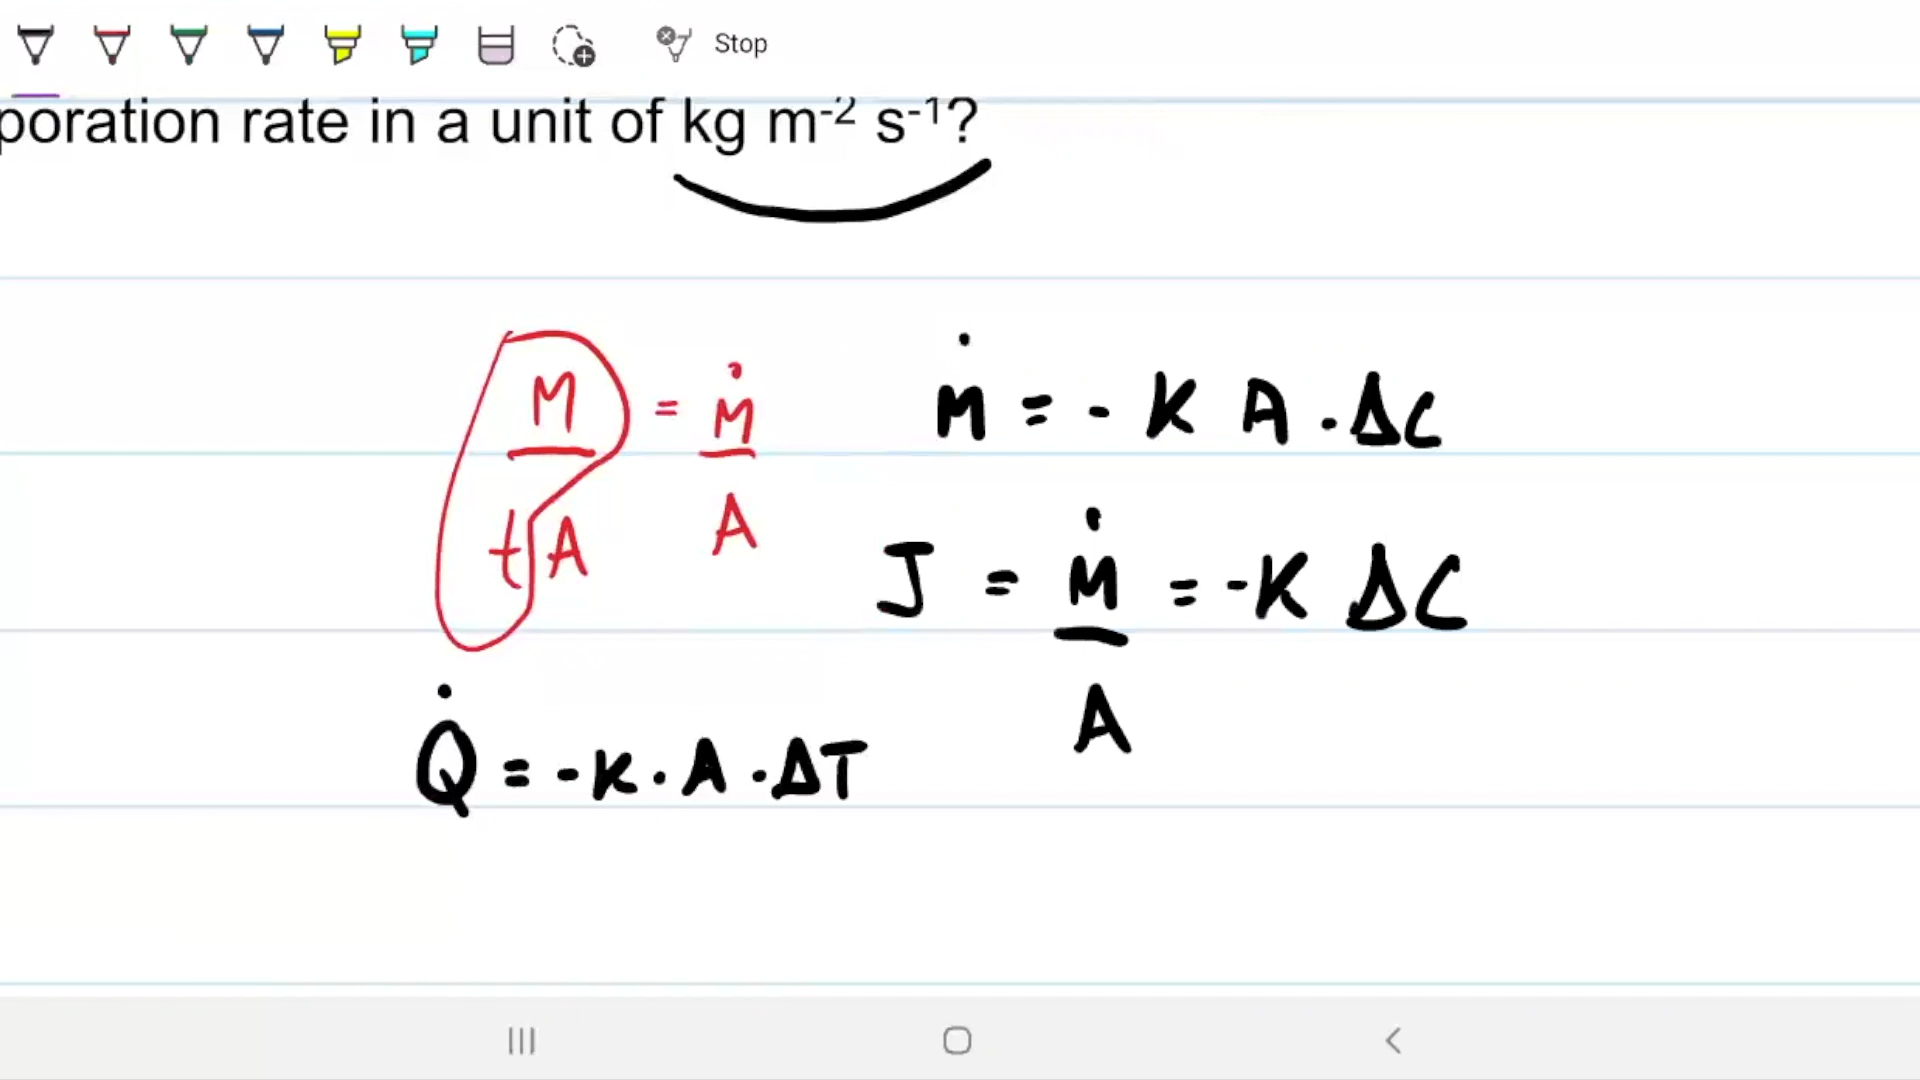 Stop
poration rate in a unit of kg m⁻² s⁻¹?
M/tA = Ṁ/A
Ṁ = - K A . ΔC
J = Ṁ/A = -K ΔC
Q̇ = -K . A . ΔT